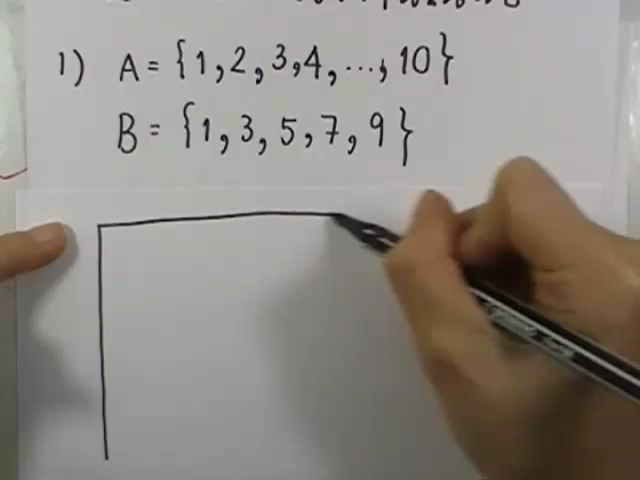 1) A = {1, 2, 3, 4, ..., 10}
B = {1, 3, 5, 7, 9}